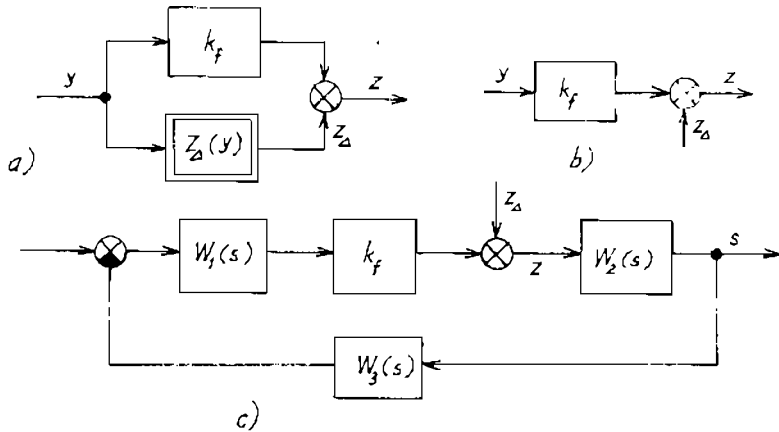 y
k_f
Z_Δ(y)
z
z_Δ
a)
y
k_f
z
z_Δ
b)
W_1(s)
k_f
z_Δ
z
W_2(s)
s
W_3(s)
c)